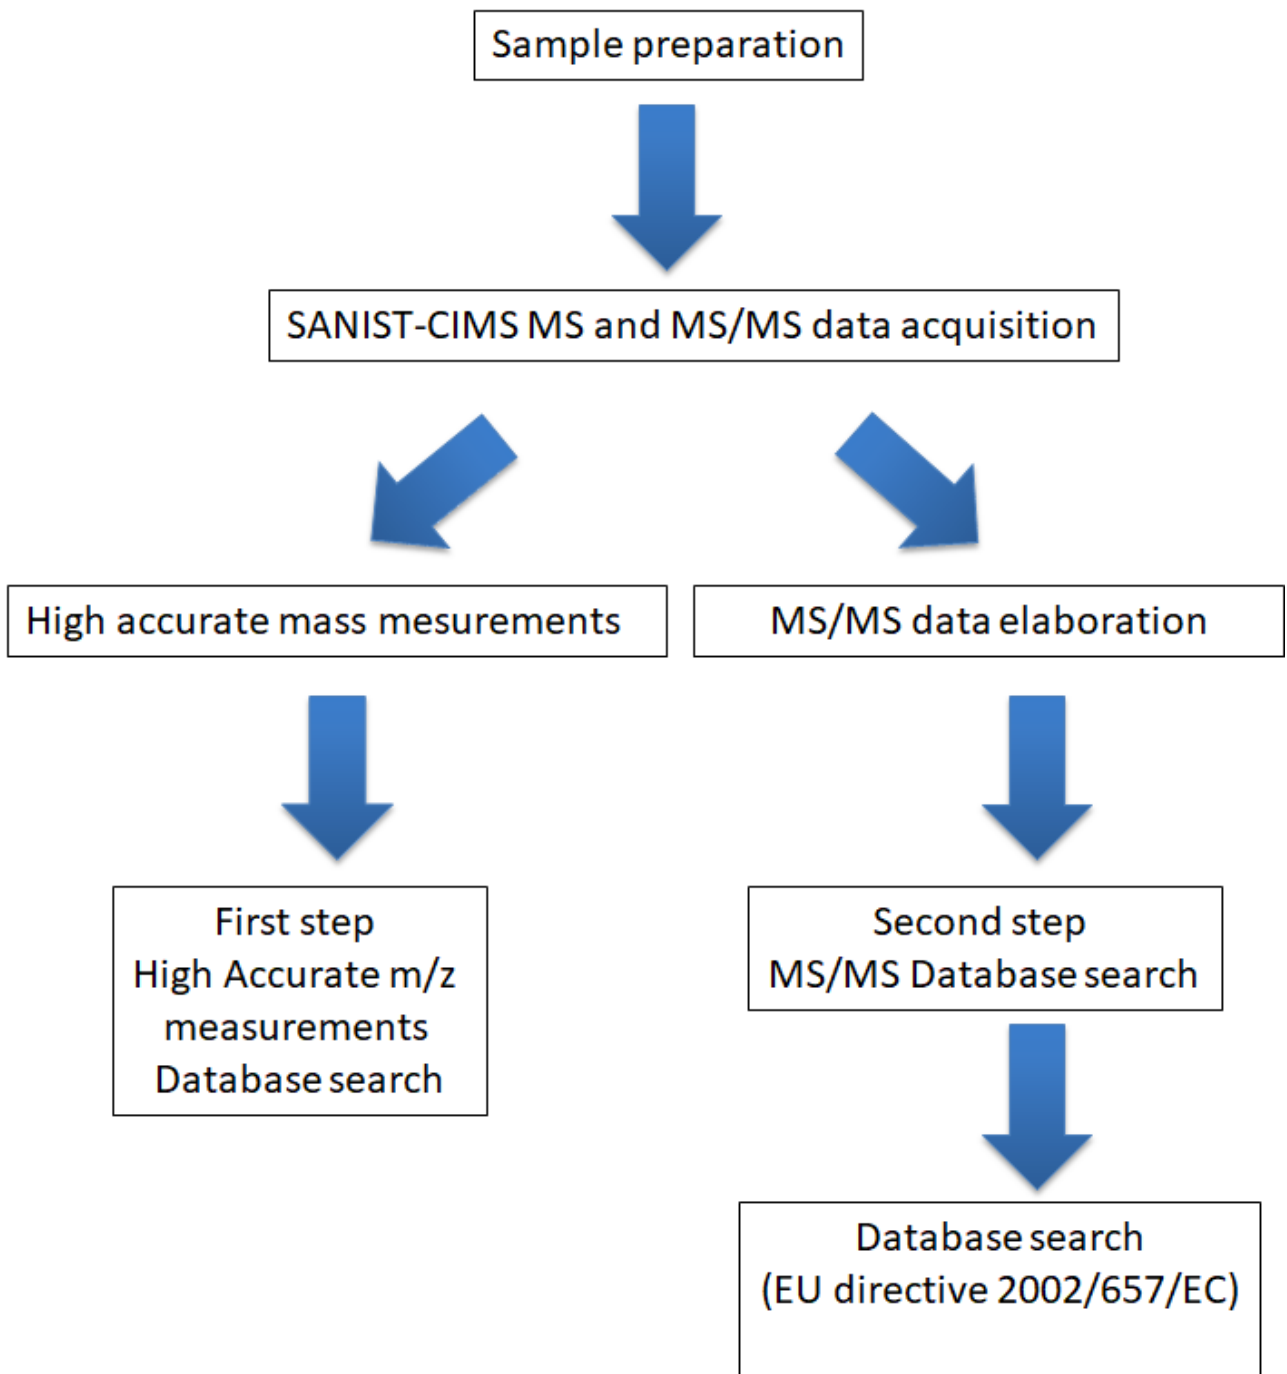 Sample preparation
SANIST-CIMS MS and MS/MS data acquisition
High accurate mass mesurements
MS/MS data elaboration
First step
High Accurate m/z
measurements
Database search
Second step
MS/MS Database search
Database search
(EU directive 2002/657/EC)